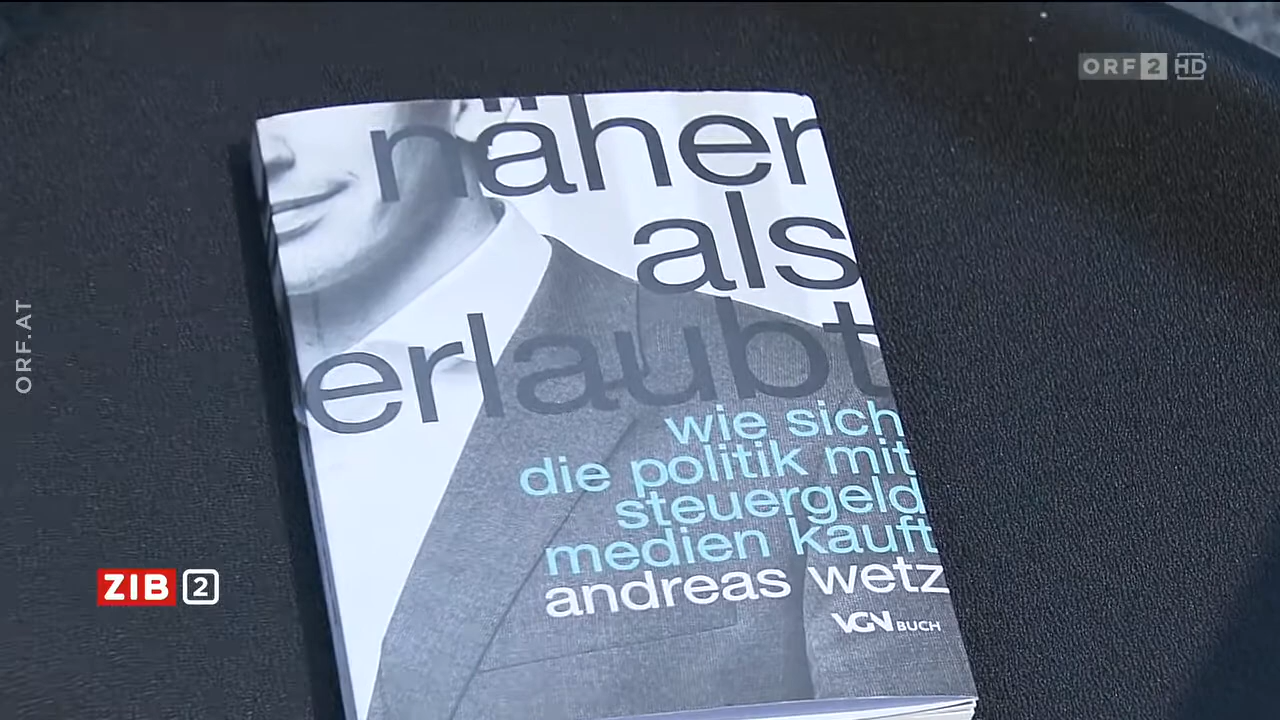 ORF 2 HD
näher
als
erlaubt
wie sich
die politik mit
steuergeld
medien kauft
andreas wetz
VGN BUCH
ORF.AT
ZIB 2